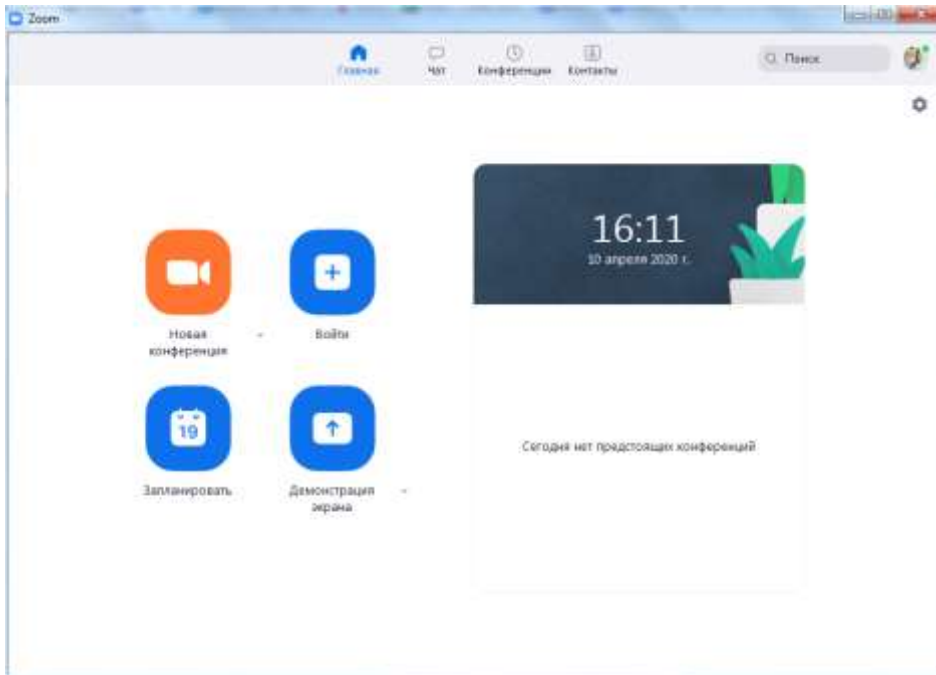 Zoom
Главная
Чат
Конференции
Контакты
Поиск
16:11
10 апреля 2020 г.
Новая
конференция
Войти
19
Запланировать
Демонстрация
экрана
Сегодня нет предстоящих конференций